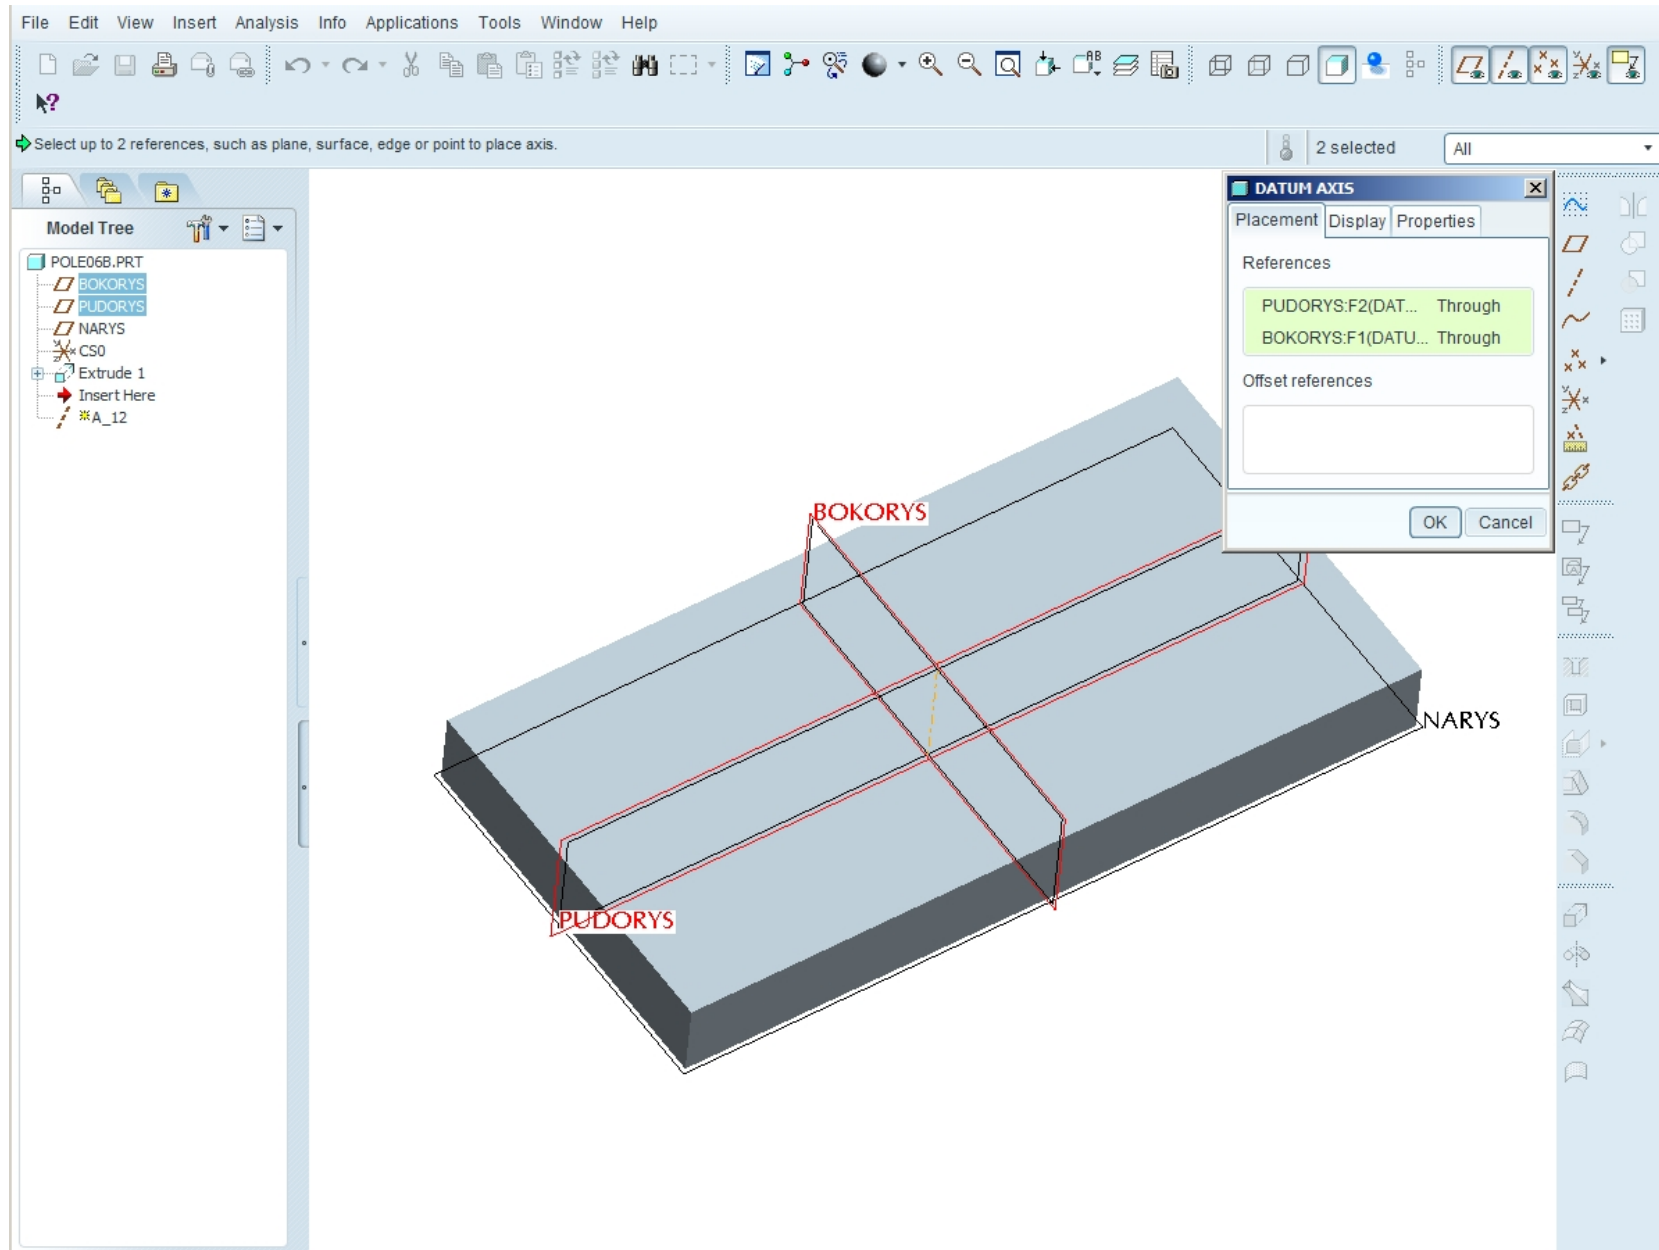 File Edit View Insert Analysis Info Applications Tools Window Help
Select up to 2 references, such as plane, surface, edge or point to place axis.
2 selected
All
Model Tree
POLE06B.PRT
BOKORYS
PUDORYS
NARYS
CS0
Extrude 1
Insert Here
A_12
DATUM AXIS
Placement Display Properties
References
PUDORYS:F2(DAT... Through
BOKORYS:F1(DATU... Through
Offset references
OK Cancel
BOKORYS
NARYS
PUDORYS